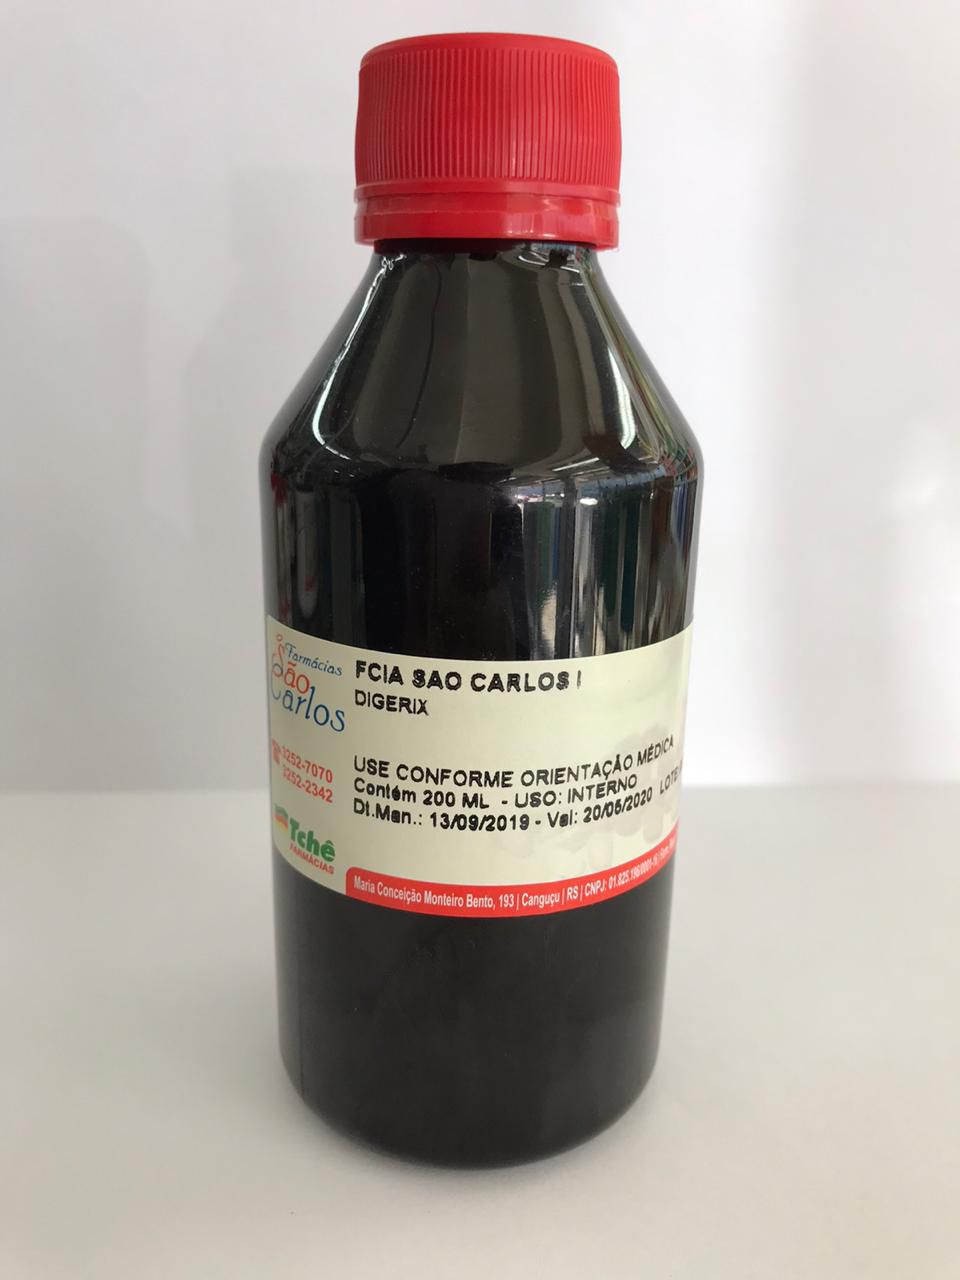 Farmácias
São
Carlos
3252-7070
3252-2342
Tchê
FARMÁCIAS
FCIA SAO CARLOS I
DIGERIX
USE CONFORME ORIENTAÇÃO MÉDICA
Contém 200 ML - USO: INTERNO
Dt.Man.: 13/09/2019 - Val: 20/06/2020 LOTE
Maria Conceição Monteiro Bento, 193 | Canguçu | RS | CNPJ: